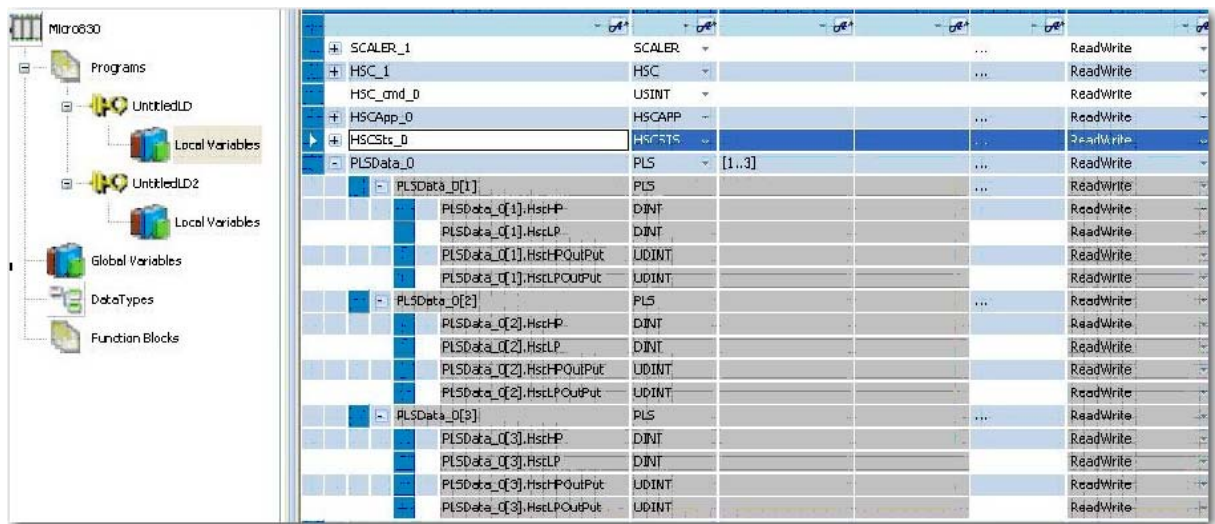 Micro830
Programs
UntitledLD
Local Variables
UntitledLD2
Local Variables
Global Variables
DataTypes
Function Blocks
SCALER_1 SCALER ... ReadWrite
HSC_1 HSC ... ReadWrite
HSC_cmd_0 USINT ReadWrite
HSCApp_0 HSCAPP ... ReadWrite
HSCSts_0 HSCSTS ... ReadWrite
PLSData_0 PLS [1..3] ... ReadWrite
PLSData_0[1] PLS ... ReadWrite
PLSData_0[1].HscHP DINT ReadWrite
PLSData_0[1].HscLP DINT ReadWrite
PLSData_0[1].HscHPOutPut UDINT ReadWrite
PLSData_0[1].HscLPOutPut UDINT ReadWrite
PLSData_0[2] PLS ... ReadWrite
PLSData_0[2].HscHP DINT ReadWrite
PLSData_0[2].HscLP DINT ReadWrite
PLSData_0[2].HscHPOutPut UDINT ReadWrite
PLSData_0[2].HscLPOutPut UDINT ReadWrite
PLSData_0[3] PLS ... ReadWrite
PLSData_0[3].HscHP DINT ReadWrite
PLSData_0[3].HscLP DINT ReadWrite
PLSData_0[3].HscHPOutPut UDINT ReadWrite
PLSData_0[3].HscLPOutPut UDINT ReadWrite